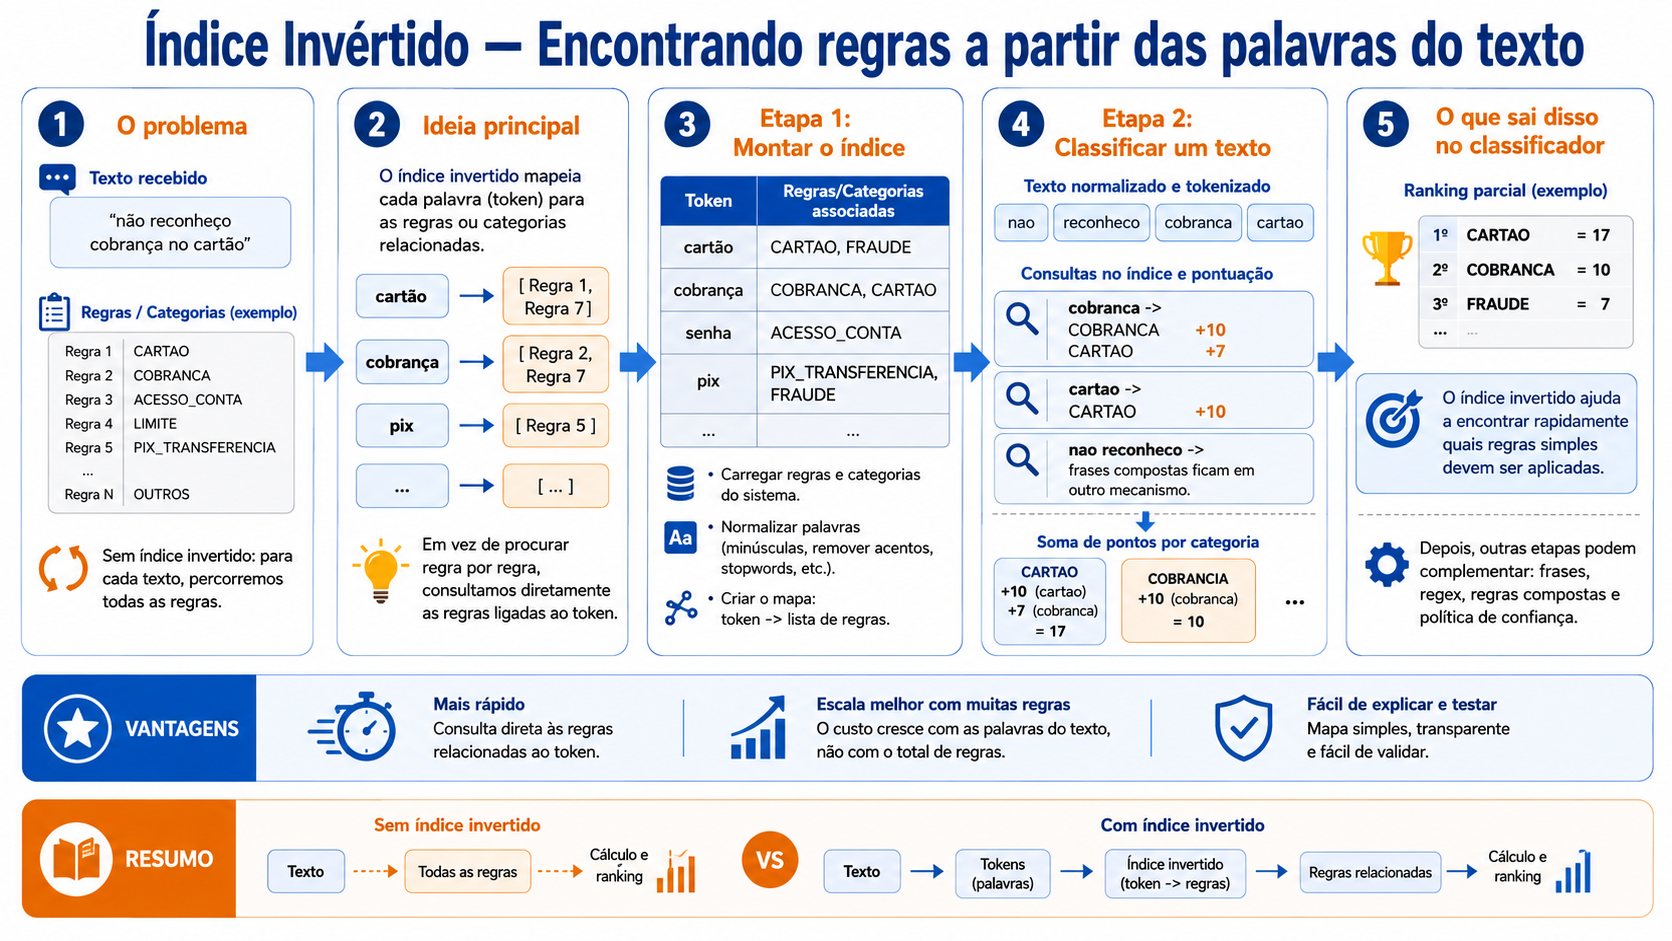 Índice Invértido — Encontrando regras a partir das palavras do texto
1
O problema
Texto recebido
“não reconheço
cobrança no cartão”
Regras / Categorias (exemplo)
Regra 1 CARTAO
Regra 2 COBRANCA
Regra 3 ACESSO_CONTA
Regra 4 LIMITE
Regra 5 PIX_TRANSFERENCIA
...
Regra N OUTROS
Sem índice invertido: para
cada texto, percorremos
todas as regras.
2
Ideia principal
O índice invertido mapeia
cada palavra (token) para
as regras ou categorias
relacionadas.
cartão
[ Regra 1,
Regra 7 ]
cobrança
[ Regra 2,
Regra 7
pix
[ Regra 5 ]
...
[ ... ]
Em vez de procurar
regra por regra,
consultamos diretamente
as regras ligadas ao token.
3
Etapa 1:
Montar o índice
Token
Regras/Categorias
associadas
cartão CARTAO, FRAUDE
cobrança COBRANCA, CARTAO
senha ACESSO_CONTA
pix PIX_TRANSFERENCIA,
FRAUDE
... ...
• Carregar regras e categorias
do sistema.
Aa
• Normalizar palavras
(minúsculas, remover acentos,
stopwords, etc.).
• Criar o mapa:
token -> lista de regras.
4
Etapa 2:
Classificar um texto
Texto normalizado e tokenizado
nao reconheco cobranca cartao
Consultas no índice e pontuação
cobranca ->
COBRANCA +10
CARTAO +7
cartao ->
CARTAO +10
nao reconheco ->
frases compostas ficam em
outro mecanismo.
Soma de pontos por categoria
CARTAO
+10 (cartao)
+7 (cobranca)
= 17
COBRANCIA
+10 (cobranca)
= 10
...
5
O que sai disso
no classificador
Ranking parcial (exemplo)
1º CARTAO = 17
2º COBRANCA = 10
3º FRAUDE = 7
... ...
O índice invertido ajuda
a encontrar rapidamente
quais regras simples
devem ser aplicadas.
Depois, outras etapas podem
complementar: frases,
regex, regras compostas e
política de confiança.
VANTAGENS
Mais rápido
Consulta direta às regras
relacionadas ao token.
Escala melhor com muitas regras
O custo cresce com as palavras do texto,
não com o total de regras.
Fácil de explicar e testar
Mapa simples, transparente
e fácil de validar.
RESUMO
Sem índice invertido
Texto
Todas as regras
Cálculo e
ranking
VS
Com índice invertido
Texto
Tokens
(palavras)
Índice invertido
(token -> regras)
Regras relacionadas
Cálculo e
ranking